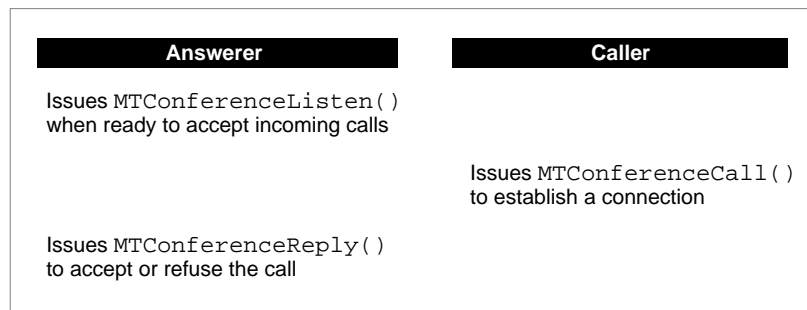 Answerer
Caller
Issues MTConferenceListen()
when ready to accept incoming calls
Issues MTConferenceCall()
to establish a connection
Issues MTConferenceReply()
to accept or refuse the call